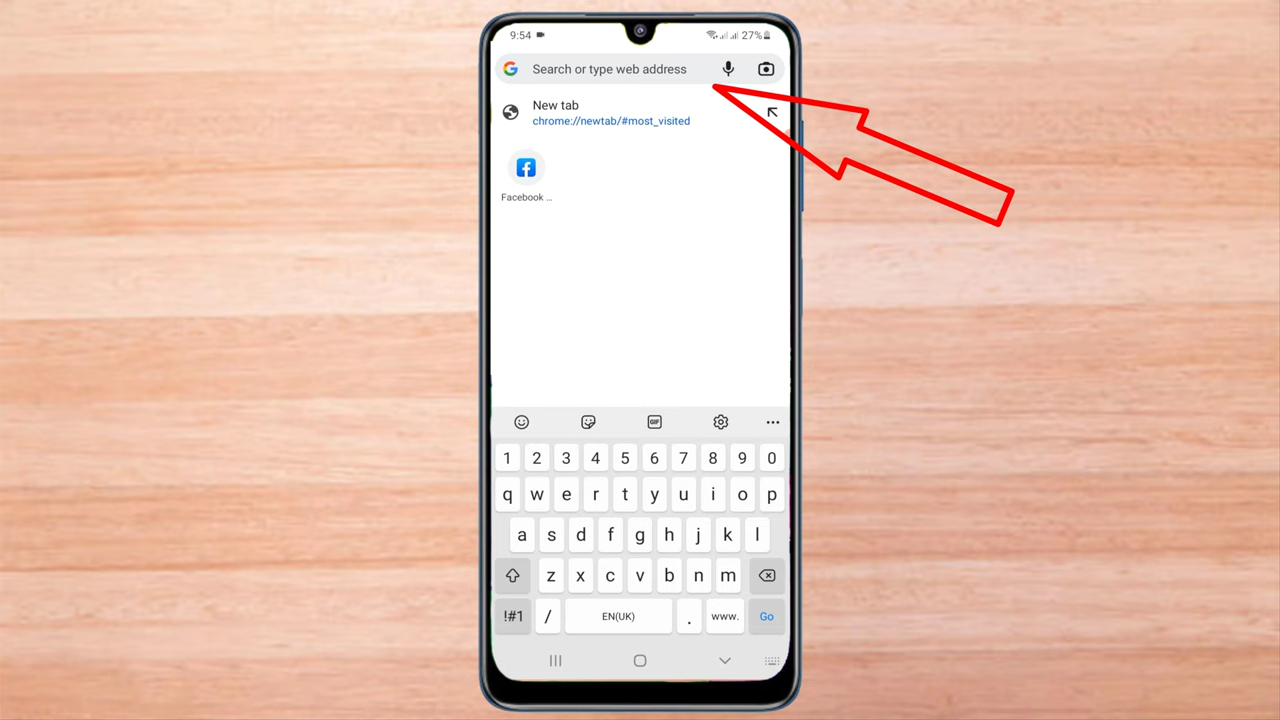 9:54 27%
Search or type web address
New tab
chrome://newtab/#most_visited
Facebook ...
GIF
1 2 3 4 5 6 7 8 9 0
q w e r t y u i o p
a s d f g h j k l
z x c v b n m
!#1 / EN(UK) . www. Go